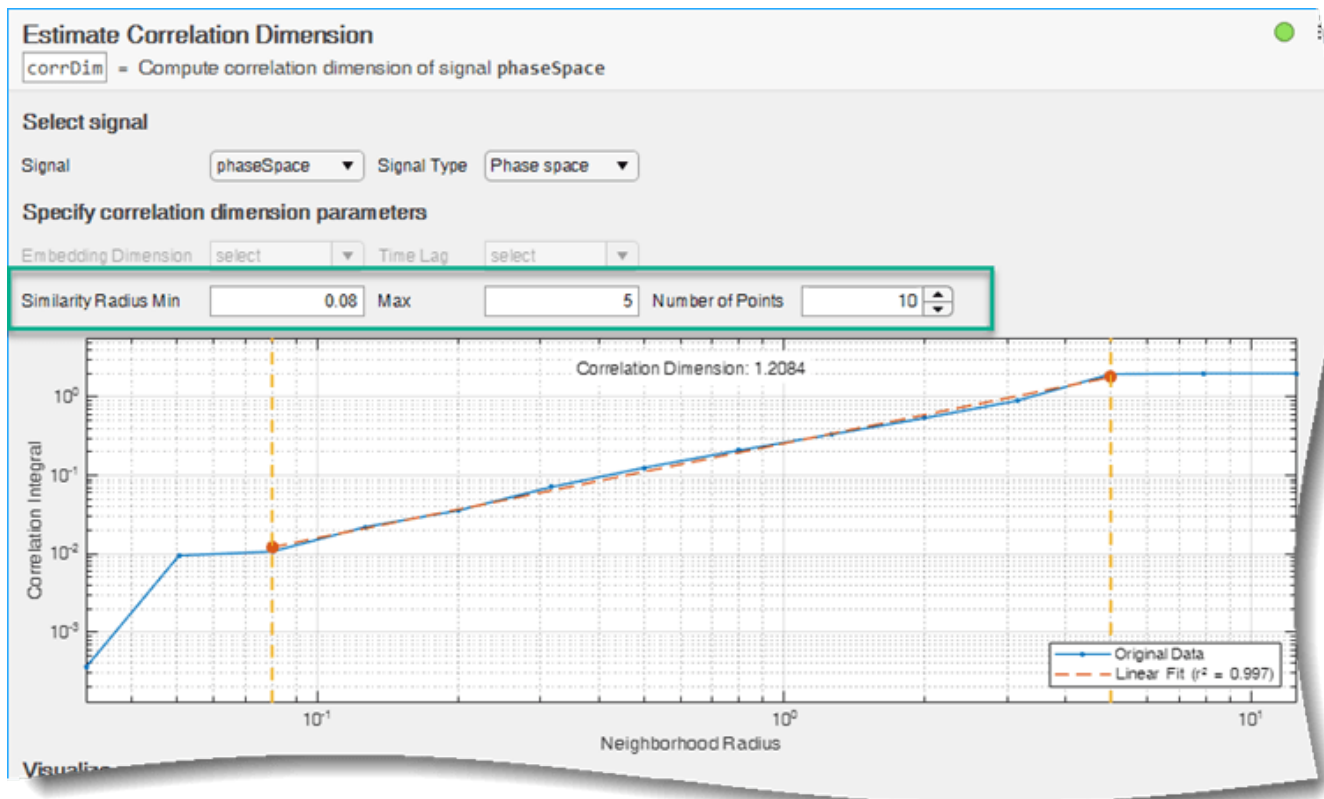 Estimate Correlation Dimension
corrDim = Compute correlation dimension of signal phaseSpace
Select signal
Signal phaseSpace Signal Type Phase space
Specify correlation dimension parameters
Embedding Dimension select Time Lag select
Similarity Radius Min 0.08 Max 5 Number of Points 10
Correlation Dimension: 1.2084
10⁰
10⁻¹
10⁻²
10⁻³
Correlation Integral
Original Data
Linear Fit (r² = 0.997)
10⁻¹ 10⁰ 10¹
Neighborhood Radius
Visualize